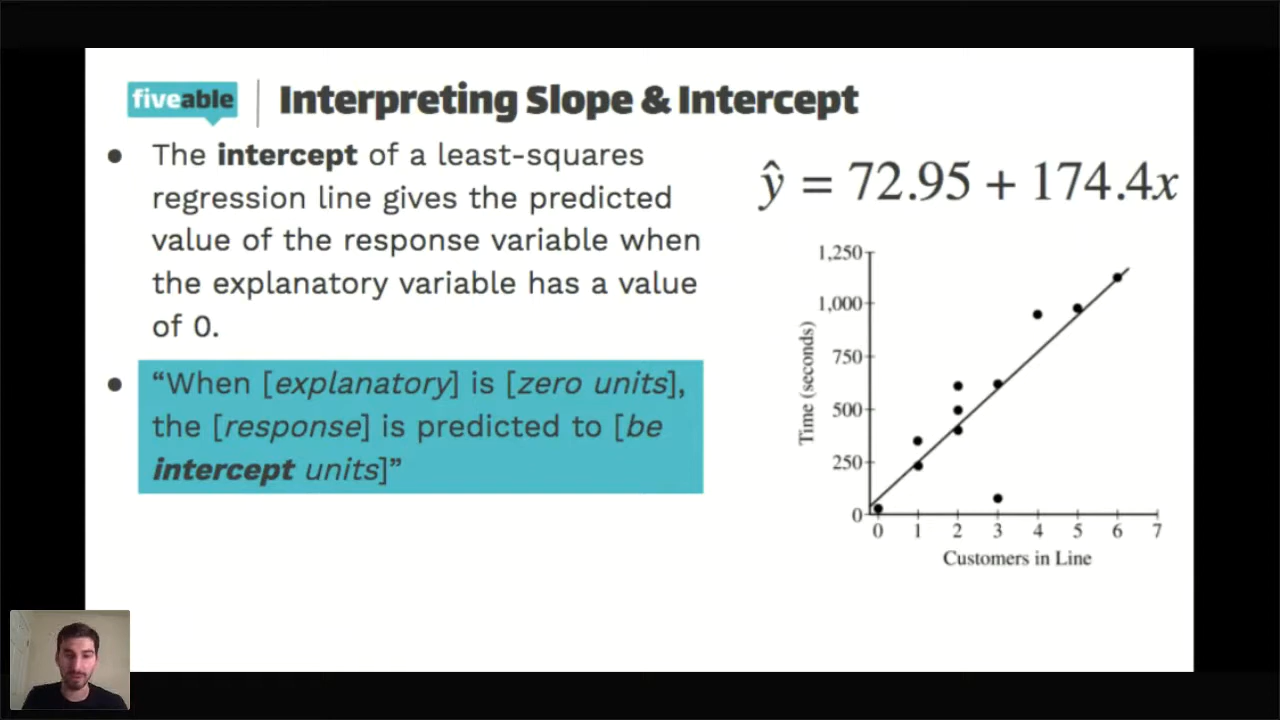 fiveable
Interpreting Slope & Intercept
● The intercept of a least-squares
regression line gives the predicted
value of the response variable when
the explanatory variable has a value
of 0.
● “When [explanatory] is [zero units],
the [response] is predicted to [be
intercept units]”
ŷ = 72.95 + 174.4x
1,250
1,000
750
500
250
0
Time (seconds)
0 1 2 3 4 5 6 7
Customers in Line